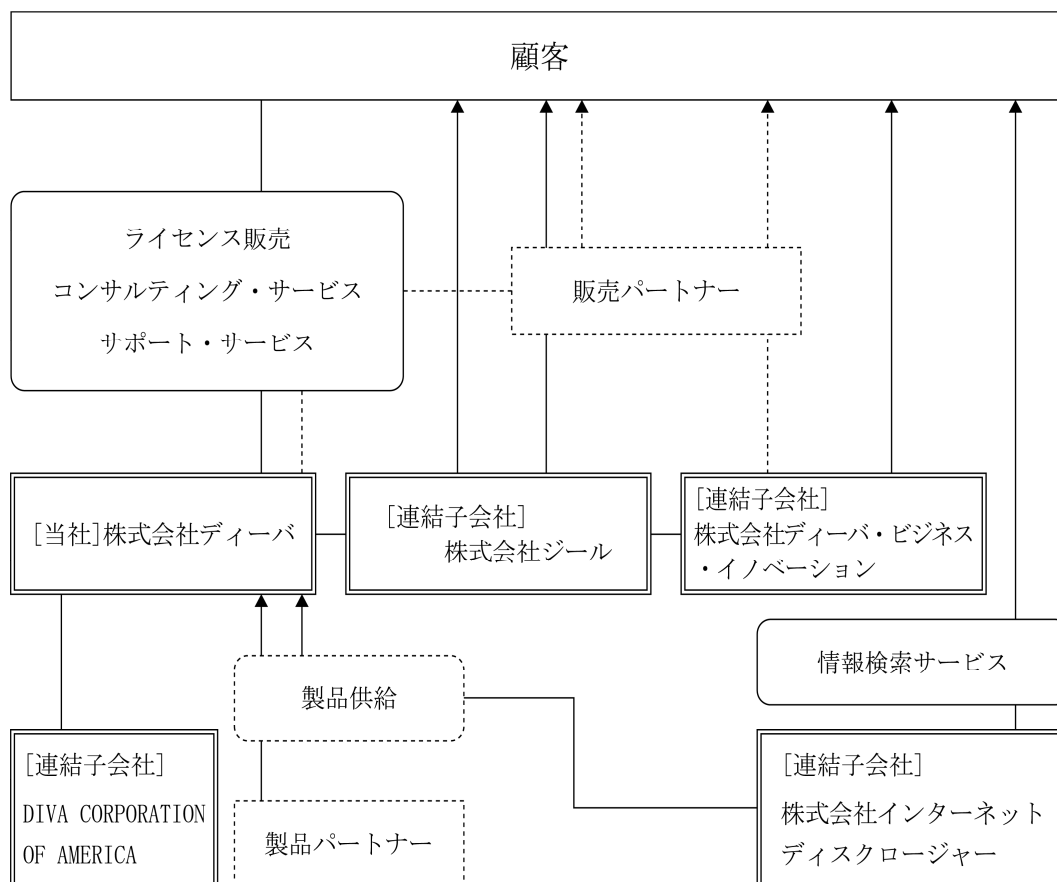 顧客
ライセンス販売
コンサルティング・サービス
サポート・サービス
販売パートナー
[当社]株式会社ディーバ
[連結子会社]
株式会社ジール
[連結子会社]
株式会社ディーバ・ビジネス
・イノベーション
情報検索サービス
製品供給
[連結子会社]
DIVA CORPORATION
OF AMERICA
製品パートナー
[連結子会社]
株式会社インターネット
ディスクロージャー